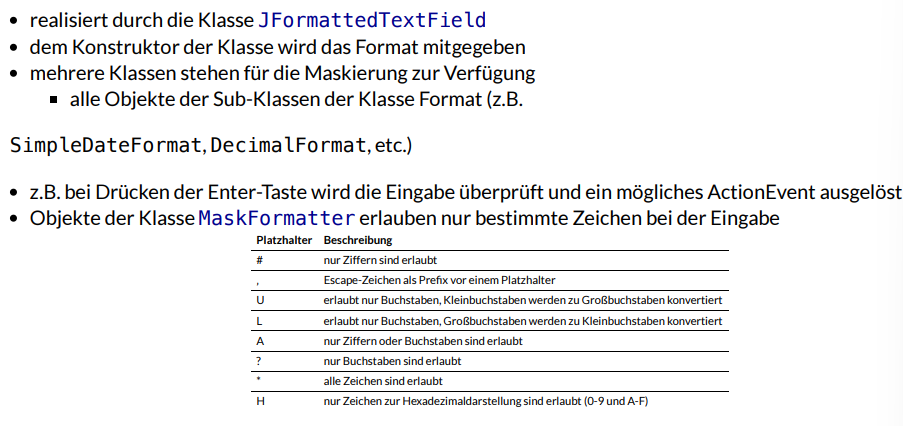 realisiert durch die Klasse JFormattedTextField
dem Konstruktor der Klasse wird das Format mitgegeben
mehrere Klassen stehen für die Maskierung zur Verfügung
alle Objekte der Sub-Klassen der Klasse Format (z.B.
SimpleDateFormat, DecimalFormat, etc.)
z.B. bei Drücken der Enter-Taste wird die Eingabe überprüft und ein mögliches ActionEvent ausgelöst
Objekte der Klasse MaskFormatter erlauben nur bestimmte Zeichen bei der Eingabe
Platzhalter Beschreibung
# nur Ziffern sind erlaubt
, Escape-Zeichen als Prefix vor einem Platzhalter
U erlaubt nur Buchstaben, Kleinbuchstaben werden zu Großbuchstaben konvertiert
L erlaubt nur Buchstaben, Großbuchstaben werden zu Kleinbuchstaben konvertiert
A nur Ziffern oder Buchstaben sind erlaubt
? nur Buchstaben sind erlaubt
* alle Zeichen sind erlaubt
H nur Zeichen zur Hexadezimaldarstellung sind erlaubt (0-9 und A-F)